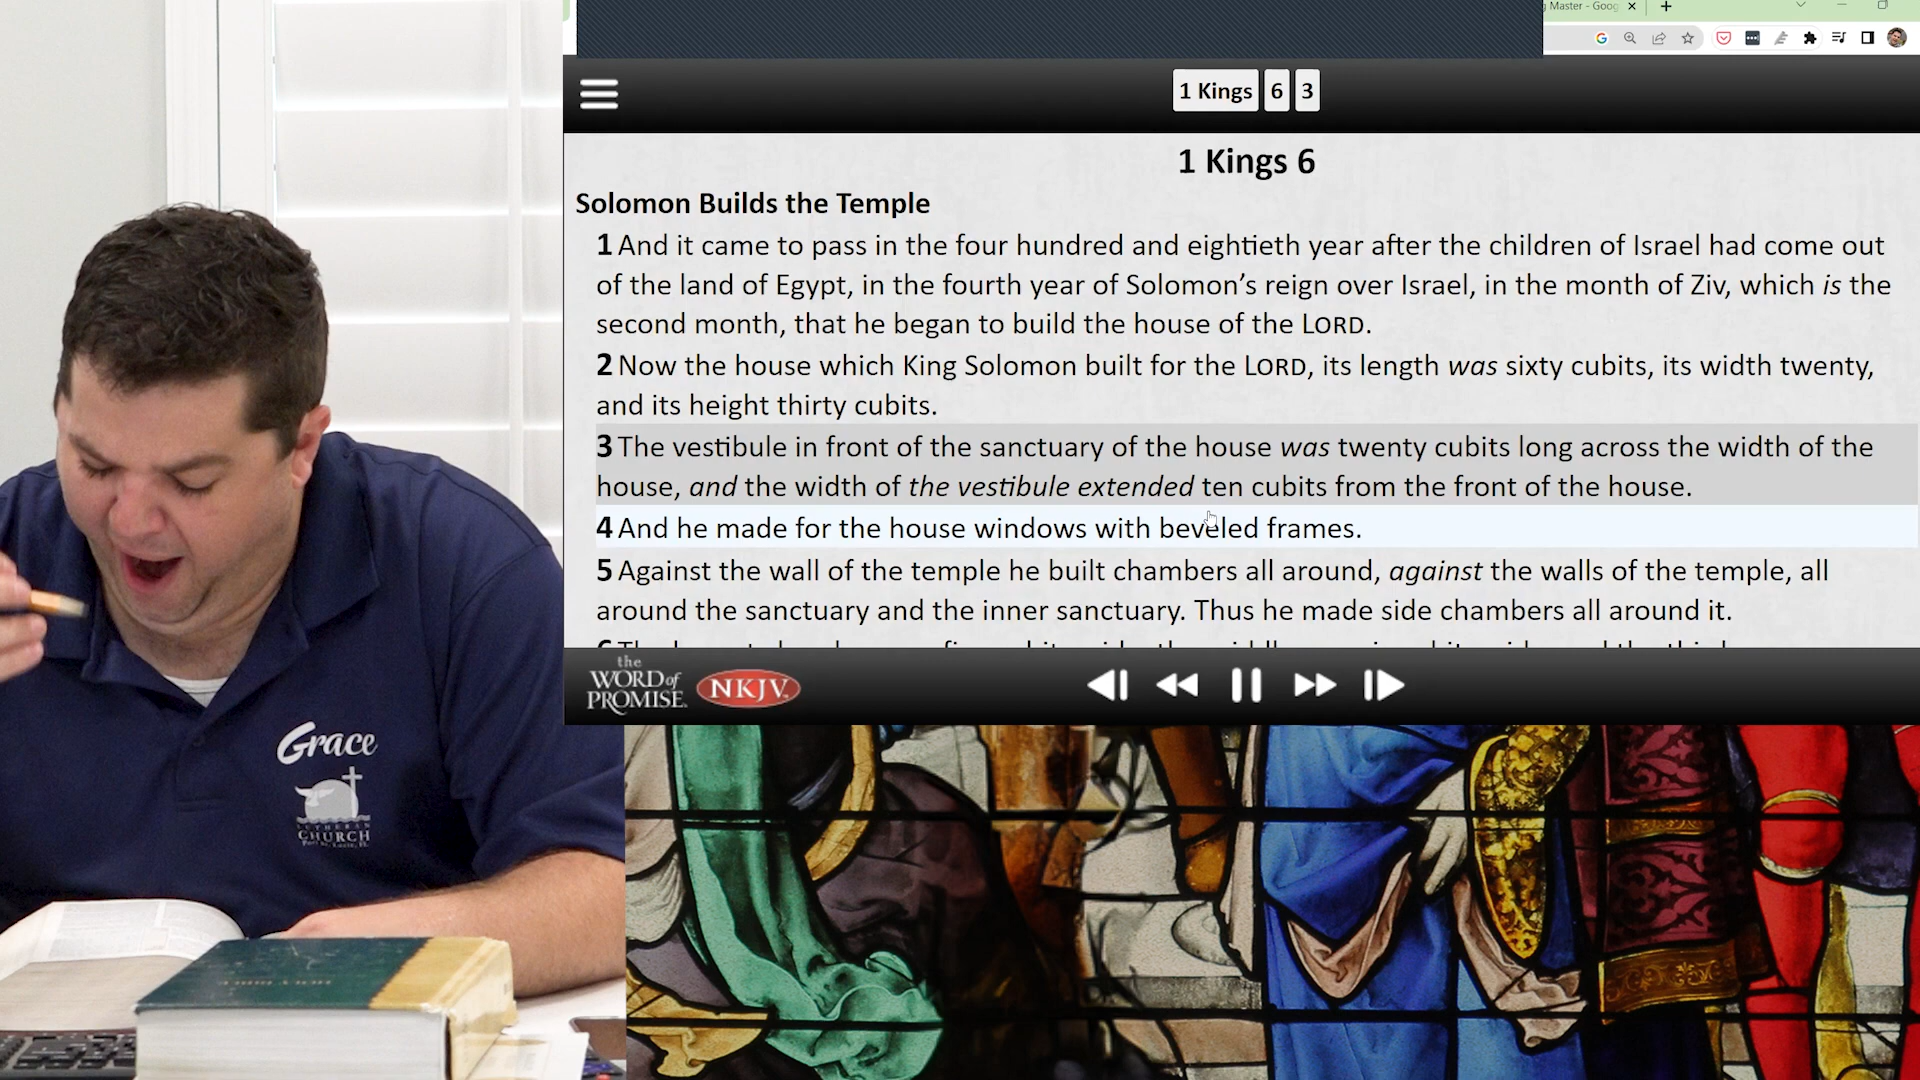 g Master - Goog
1 Kings 6 3
1 Kings 6
Solomon Builds the Temple
1 And it came to pass in the four hundred and eightieth year after the children of Israel had come out
of the land of Egypt, in the fourth year of Solomon’s reign over Israel, in the month of Ziv, which is the
second month, that he began to build the house of the LORD.
2 Now the house which King Solomon built for the LORD, its length was sixty cubits, its width twenty,
and its height thirty cubits.
3 The vestibule in front of the sanctuary of the house was twenty cubits long across the width of the
house, and the width of the vestibule extended ten cubits from the front of the house.
4 And he made for the house windows with beveled frames.
5 Against the wall of the temple he built chambers all around, against the walls of the temple, all
around the sanctuary and the inner sanctuary. Thus he made side chambers all around it.
the
WORD of
PROMISE
NKJV
Grace
LUTHERAN
CHURCH
Port St. Lucie, FL